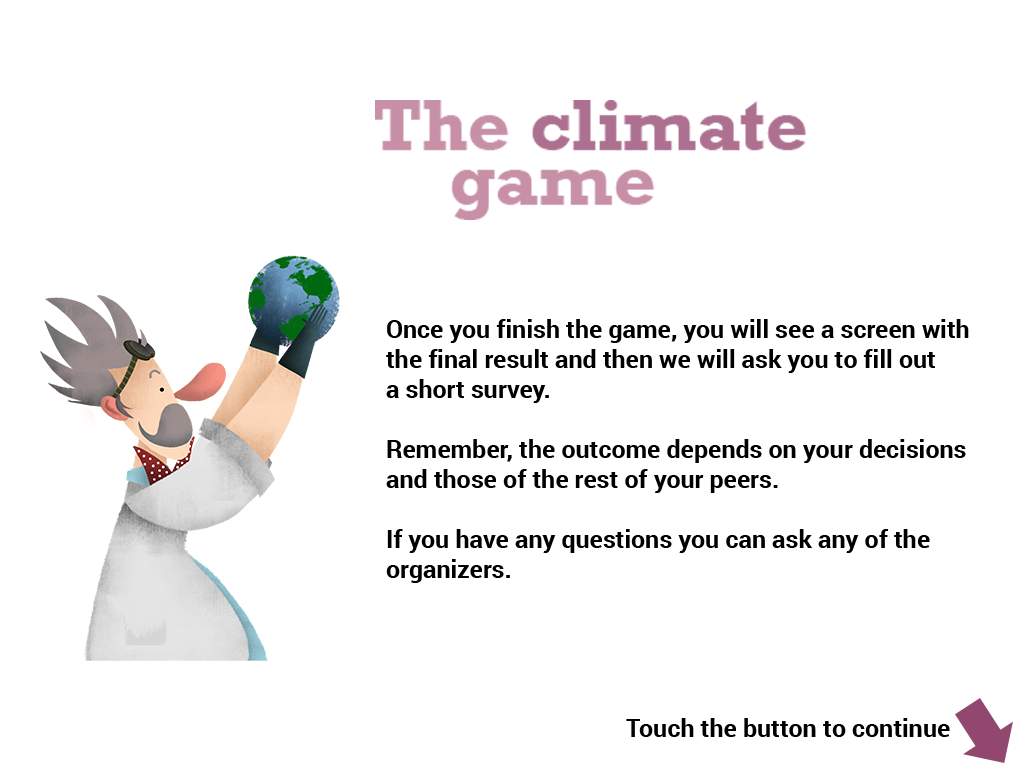 The climate
game
Once you finish the game, you will see a screen with
the final result and then we will ask you to fill out
a short survey.
Remember, the outcome depends on your decisions
and those of the rest of your peers.
If you have any questions you can ask any of the
organizers.
Touch the button to continue